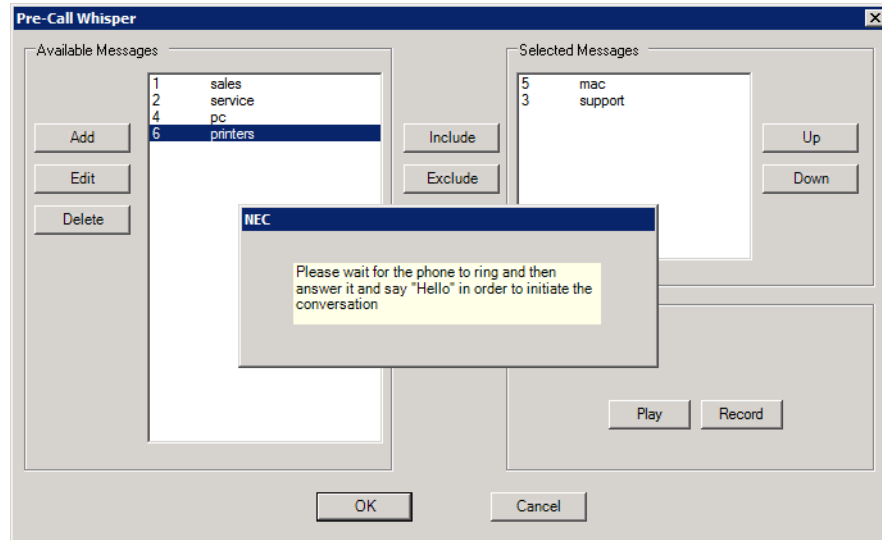 Pre-Call Whisper
Available Messages
1 sales
2 service
4 pc
6 printers
Add
Edit
Delete
Include
Exclude
Selected Messages
5 mac
3 support
Up
Down
NEC
Please wait for the phone to ring and then
answer it and say "Hello" in order to initiate the
conversation
Play
Record
OK
Cancel